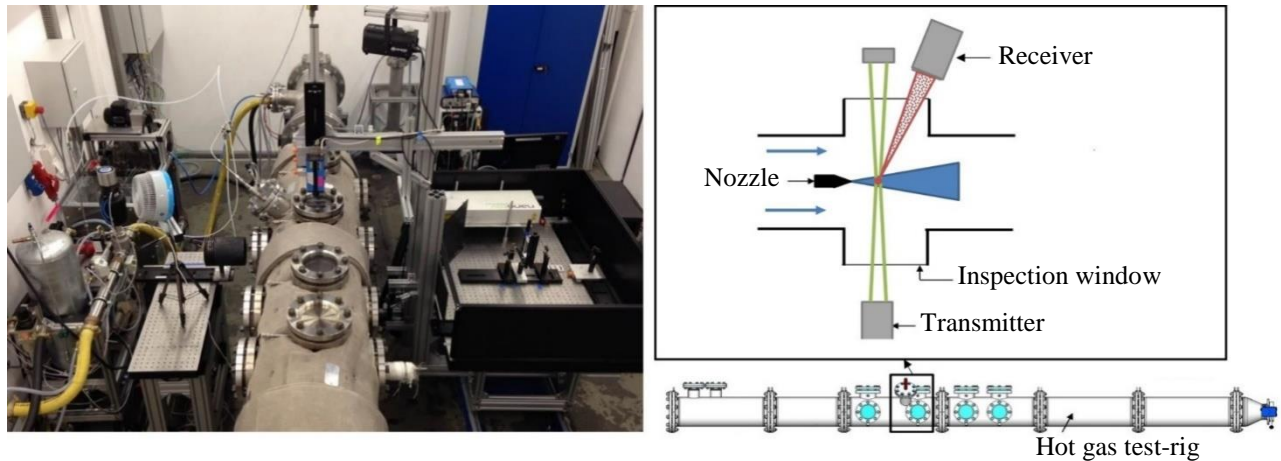 Receiver
Nozzle
Inspection window
Transmitter
Hot gas test-rig